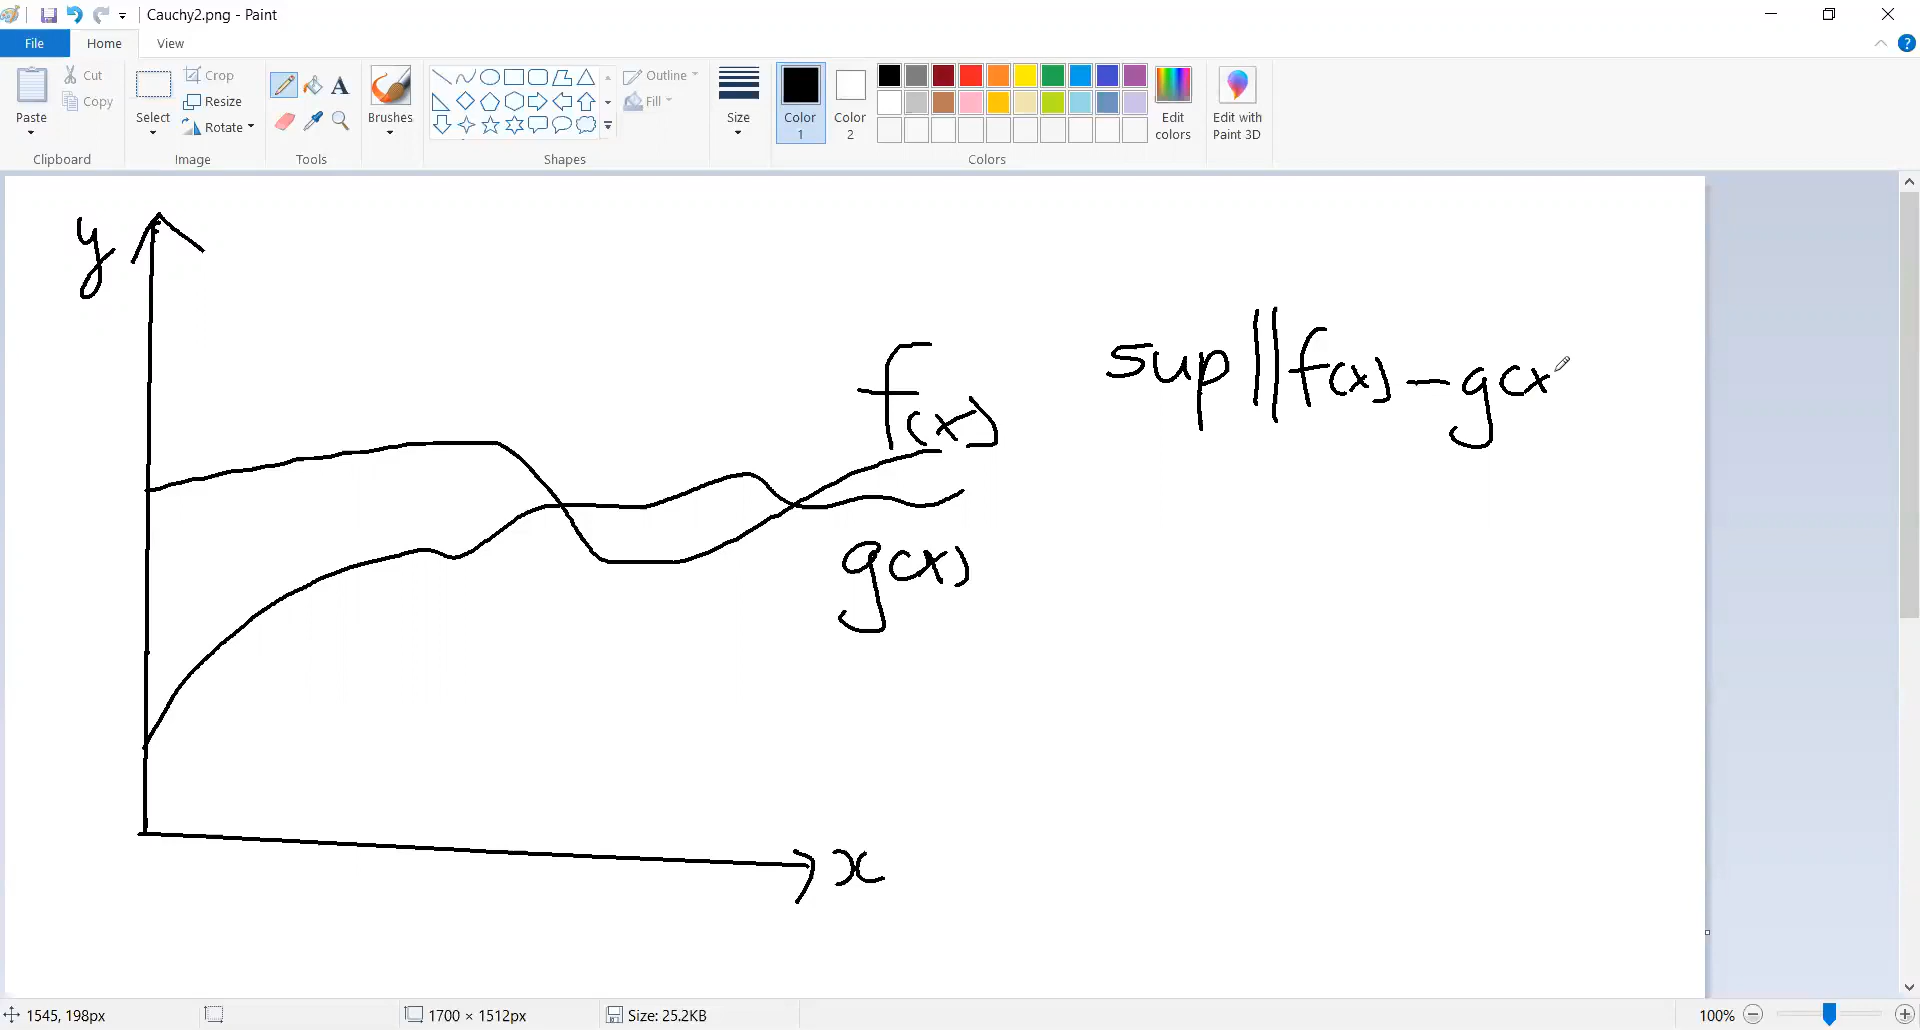 Cauchy2.png - Paint
File Home View
Paste
Cut
Copy
Clipboard
Select
Crop
Resize
Rotate
Image
Tools
Brushes
Outline
Fill
Shapes
Size
Color 1
Color 2
Colors
Edit colors
Edit with Paint 3D
y
f(x)
g(x)
x
sup ||f(x) - g(x
1545, 198px
1700 × 1512px
Size: 25.2KB
100%